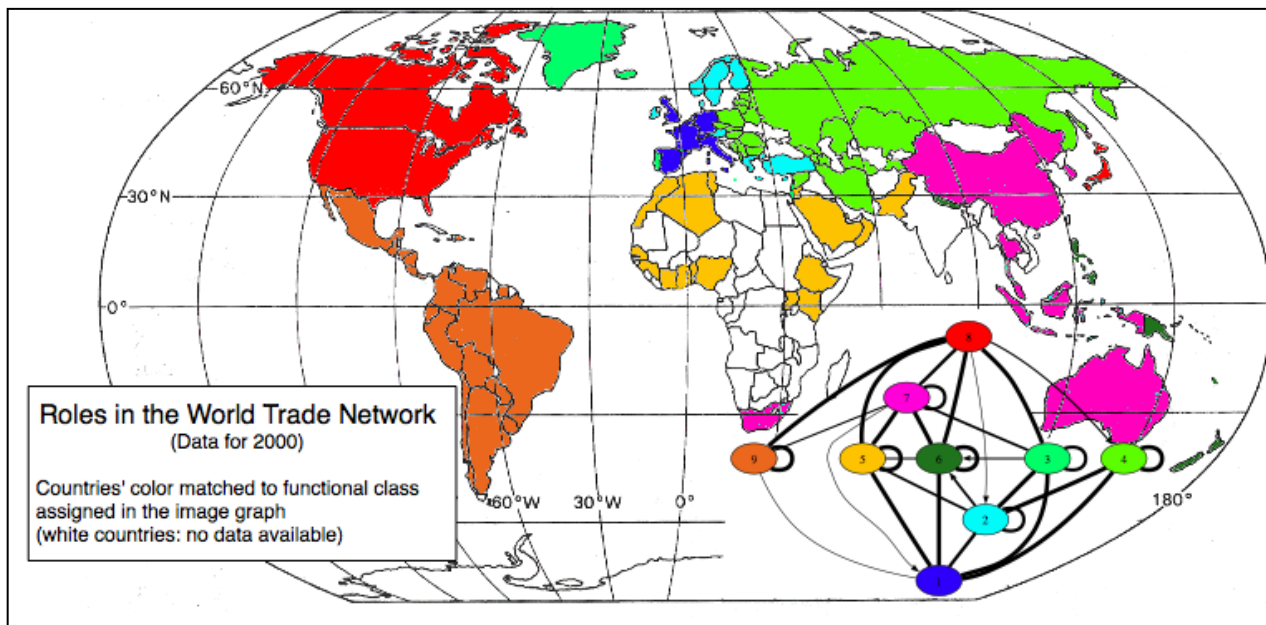 60°N
30°N
0°
8
7
9
5
6
3
4
2
1
Roles in the World Trade Network
(Data for 2000)
Countries' color matched to functional class
assigned in the image graph
(white countries: no data available)
60°W
30°W
0°
180°